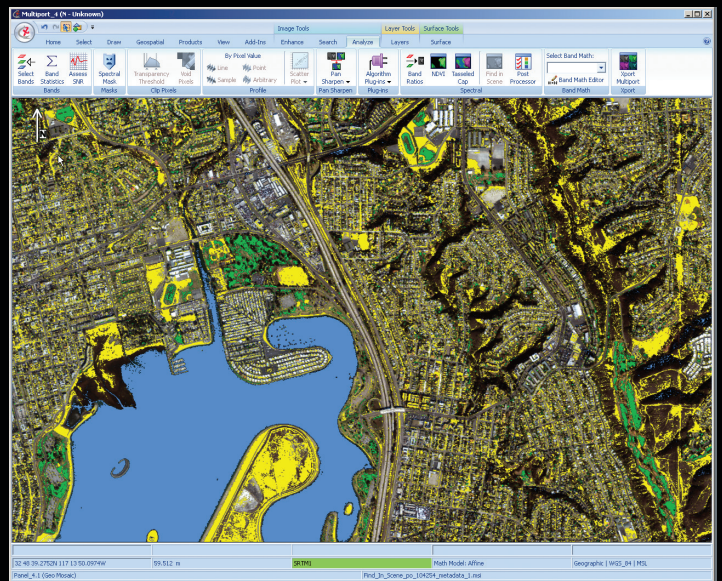 Multiport_4 (N - Unknown)
Image Tools
Layer Tools
Surface Tools
Home
Select
Draw
Geospatial
Products
View
Add-Ins
Enhance
Search
Analyze
Layers
Surface
Select Bands
Band Statistics
Assess SNR
Bands
Spectral Mask
Masks
Transparency Threshold
Void Pixels
Clip Pixels
By Pixel Value
Line
Point
Sample
Arbitrary
Profile
Scatter Plot
Pan Sharpen
Pan Sharpen
Algorithm Plug-ins
Plug-ins
Band Ratios
NDVI
Tasseled Cap
Find in Scene
Post Processor
Spectral
Select Band Math:
Band Math Editor
Band Math
Xport Multiport
Xport
32 48 39.2752N 117 13 50.0974W
59.512 m
SRTM1
Math Model: Affine
Geographic | WGS_84 | MSL
Panel_4.1 (Geo Mosaic)
Find_In_Scene_po_104254_metadata_1.nsi